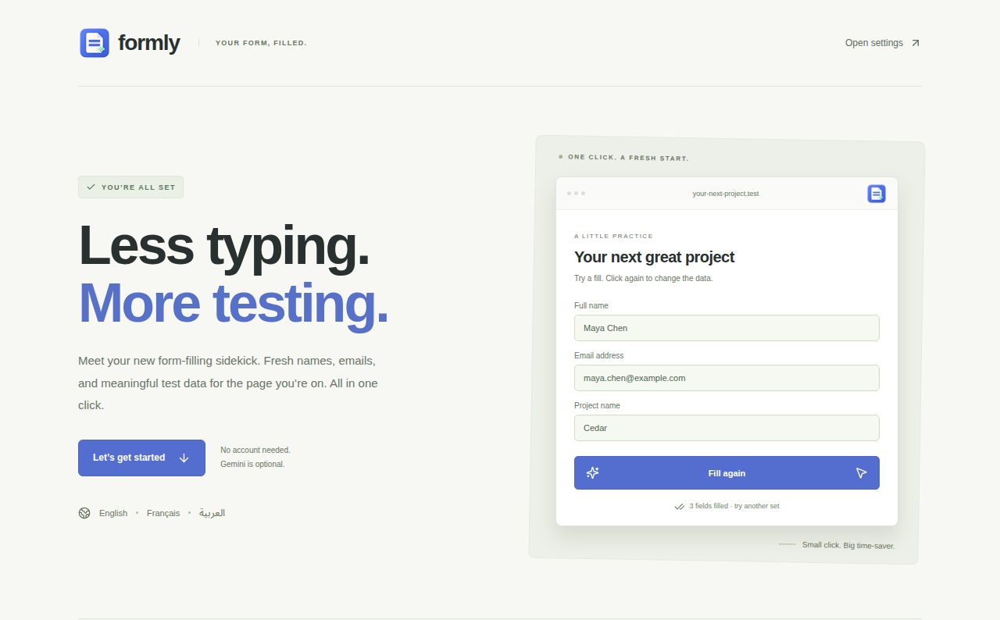 formly
YOUR FORM, FILLED.
Open settings
YOU’RE ALL SET
Less typing.
More testing.
Meet your new form-filling sidekick. Fresh names, emails,
and meaningful test data for the page you’re on. All in one
click.
Let’s get started
No account needed.
Gemini is optional.
English • Français • العربية
ONE CLICK. A FRESH START.
your-next-project.test
A LITTLE PRACTICE
Your next great project
Try a fill. Click again to change the data.
Full name
Maya Chen
Email address
maya.chen@example.com
Project name
Cedar
Fill again
3 fields filled · try another set
Small click. Big time-saver.